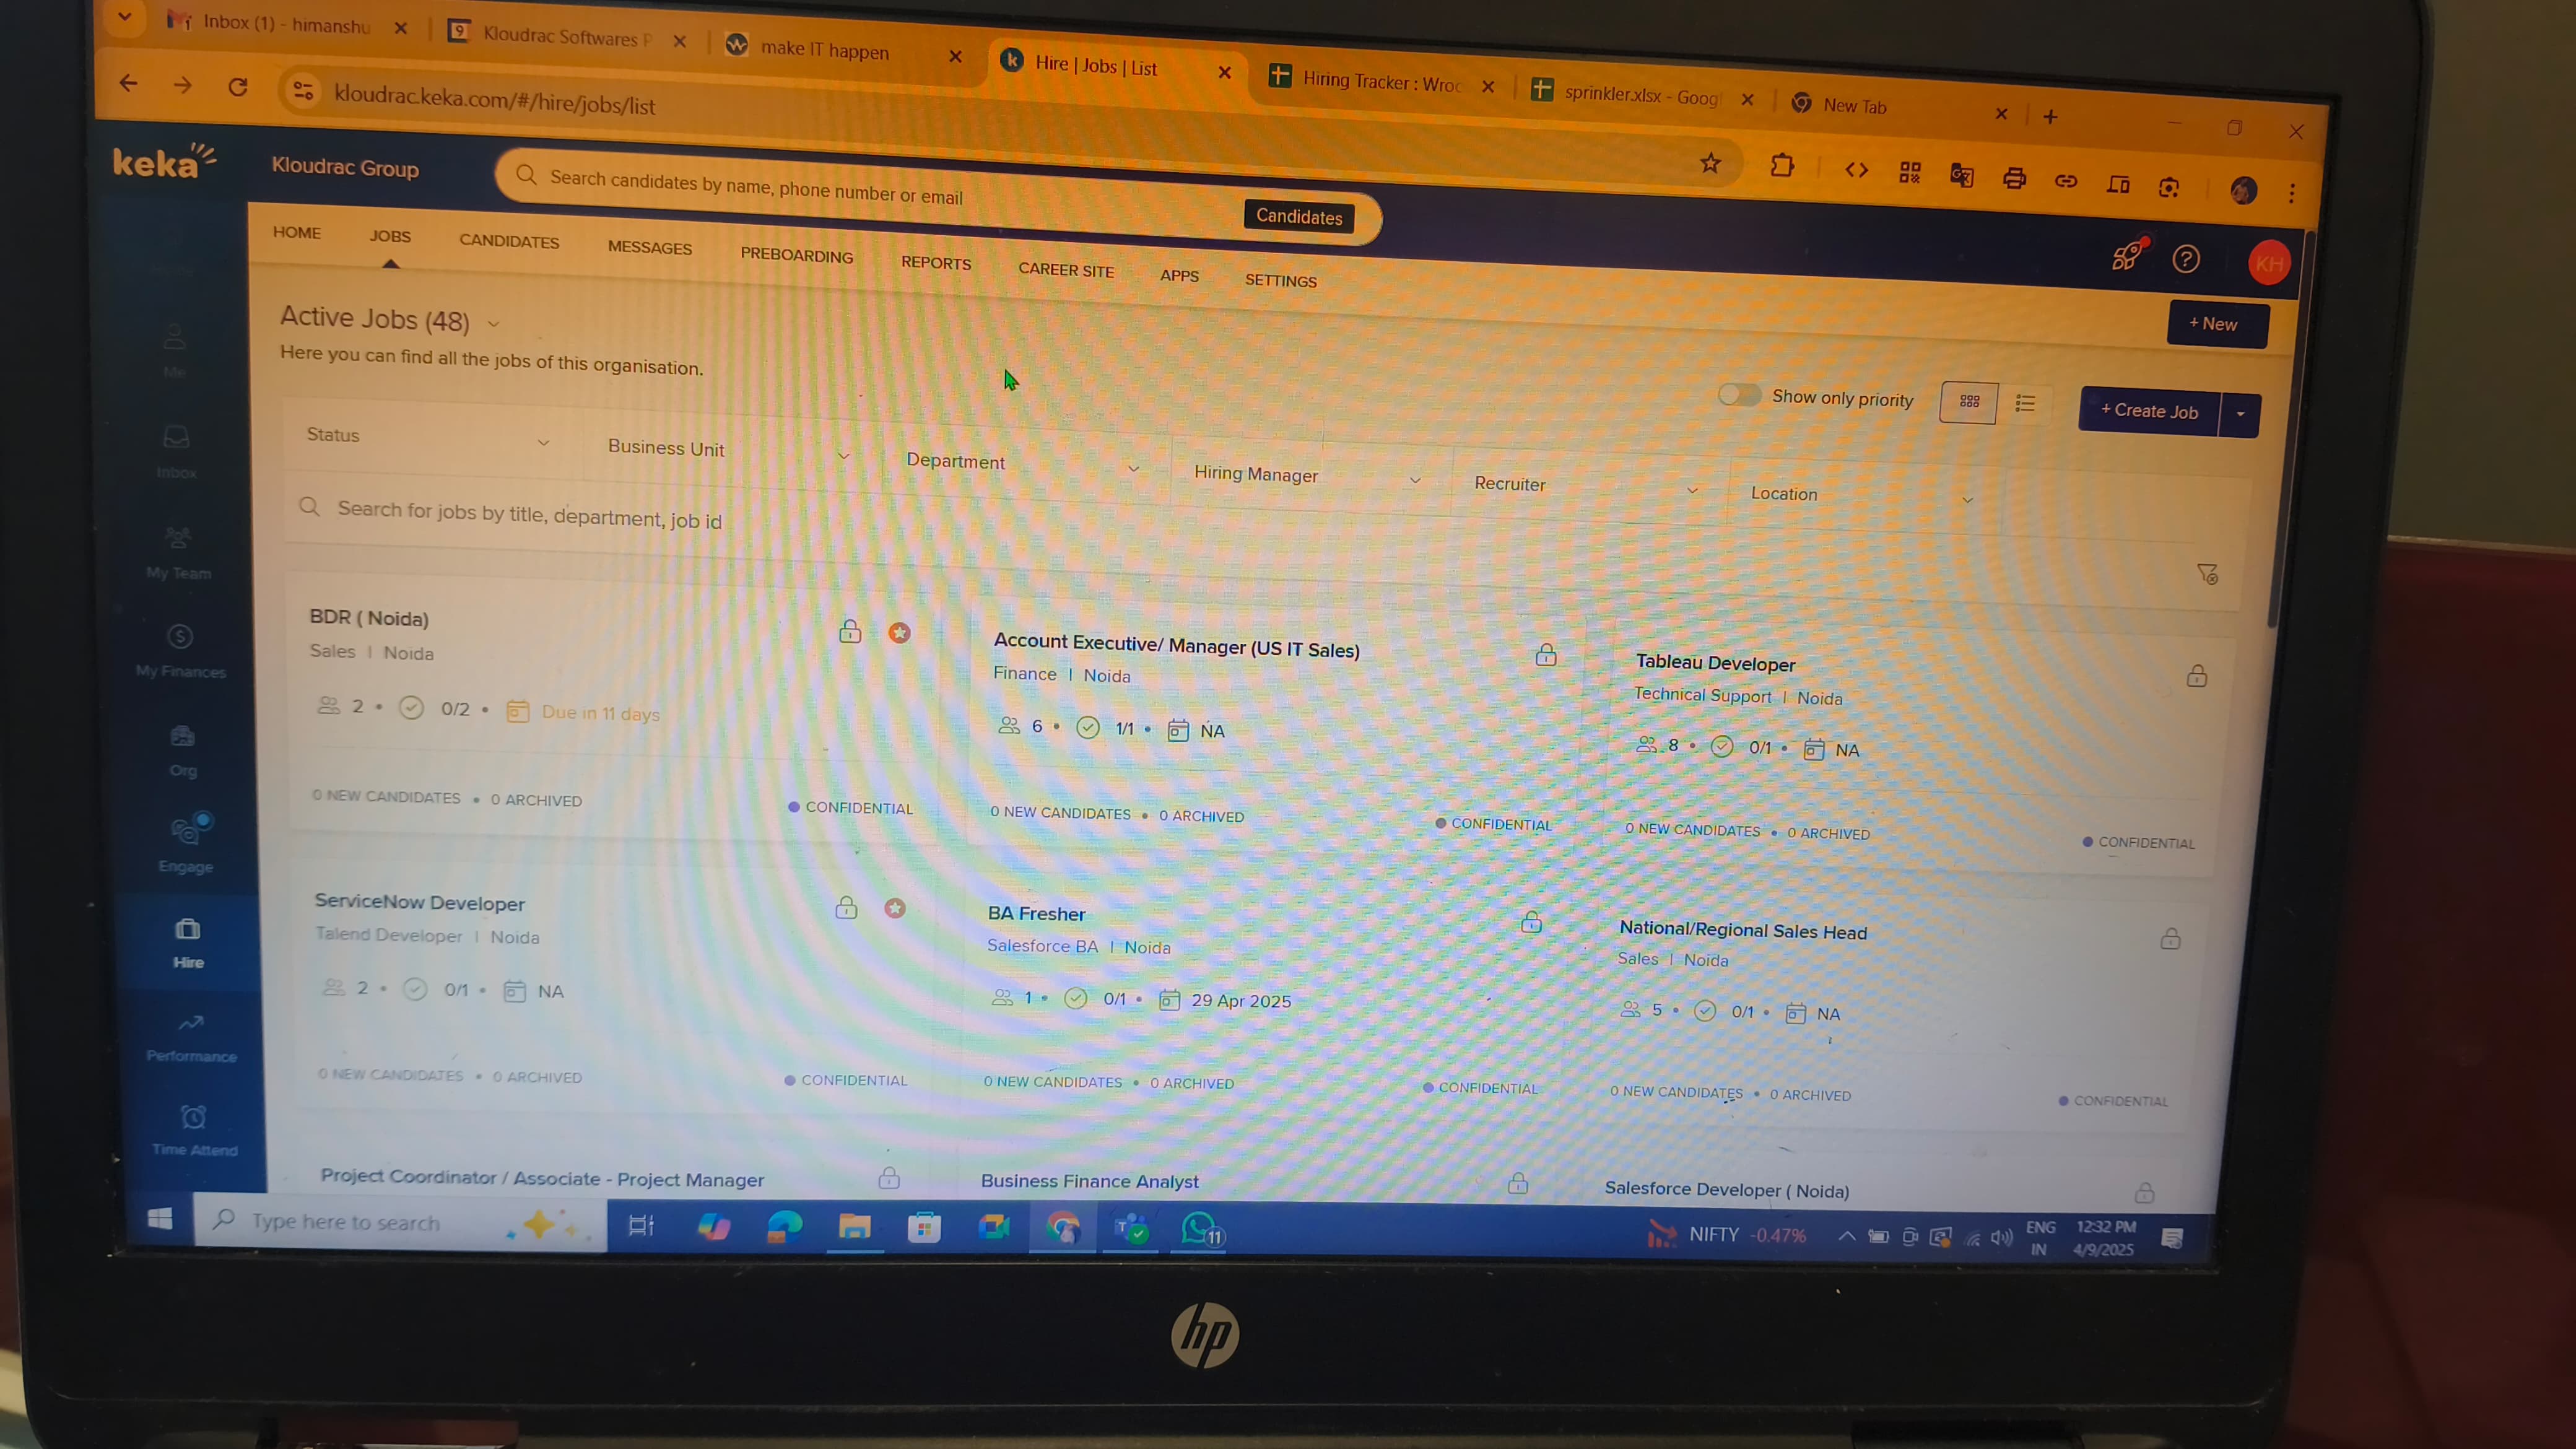 Inbox (1) - himanshu
Kloudrac Softwares P
make IT happen
Hire | Jobs | List
Hiring Tracker : Wroc
sprinkler.xlsx - Goog
New Tab
kloudrac.keka.com/#/hire/jobs/list
keka
Kloudrac Group
Search candidates by name, phone number or email
Candidates
KH
HOME JOBS CANDIDATES MESSAGES PREBOARDING REPORTS CAREER SITE APPS SETTINGS
+ New
Active Jobs (48)
Here you can find all the jobs of this organisation.
Show only priority
+ Create Job
Status Business Unit Department Hiring Manager Recruiter Location
Search for jobs by title, department, job id
Me
Inbox
My Team
My Finances
Org
Engage
Hire
Performance
Time Attend
BDR ( Noida)
Sales | Noida
2 • 0/2 • Due in 11 days
0 NEW CANDIDATES • 0 ARCHIVED
CONFIDENTIAL
Account Executive/ Manager (US IT Sales)
Finance | Noida
6 • 1/1 • NA
0 NEW CANDIDATES • 0 ARCHIVED
CONFIDENTIAL
Tableau Developer
Technical Support | Noida
8 • 0/1 • NA
0 NEW CANDIDATES • 0 ARCHIVED
CONFIDENTIAL
ServiceNow Developer
Talend Developer | Noida
2 • 0/1 • NA
0 NEW CANDIDATES • 0 ARCHIVED
CONFIDENTIAL
BA Fresher
Salesforce BA | Noida
1 • 0/1 • 29 Apr 2025
0 NEW CANDIDATES • 0 ARCHIVED
CONFIDENTIAL
National/Regional Sales Head
Sales | Noida
5 • 0/1 • NA
0 NEW CANDIDATES • 0 ARCHIVED
CONFIDENTIAL
Project Coordinator / Associate - Project Manager
Business Finance Analyst
Salesforce Developer ( Noida)
Type here to search
11
NIFTY -0.47%
ENG
IN
12:32 PM
4/9/2025
hp